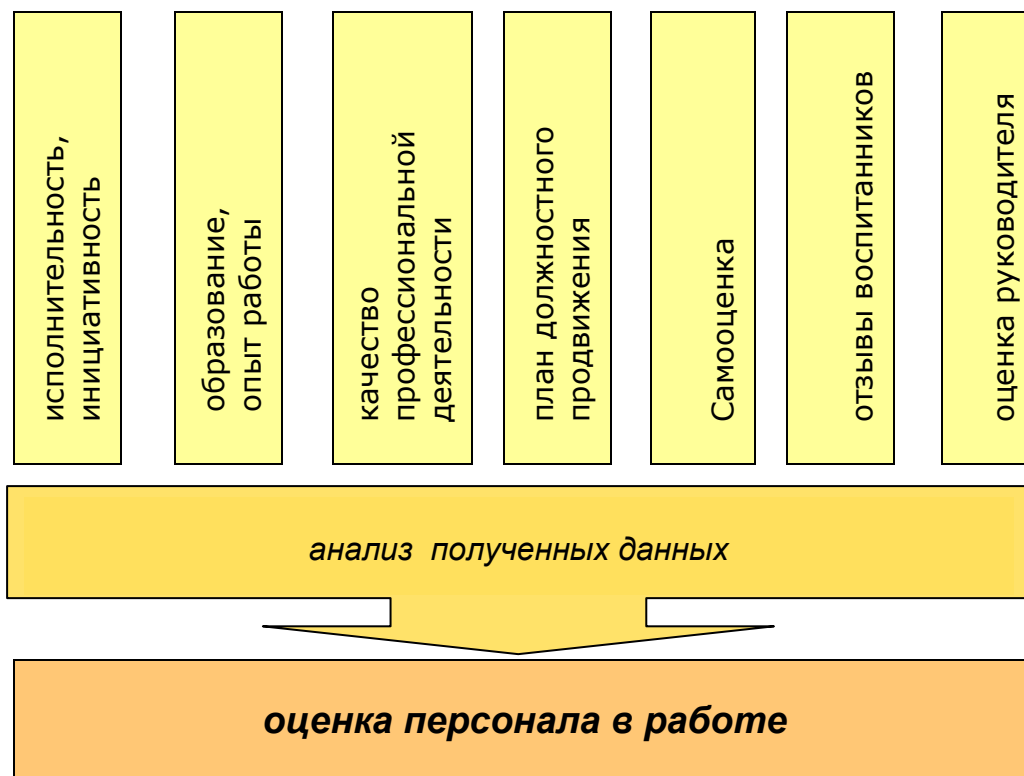 исполнительность,
инициативность
образование,
опыт работы
качество
профессиональной
деятельности
план должностного
продвижения
Самооценка
отзывы воспитанников
оценка руководителя
анализ полученных данных
оценка персонала в работе